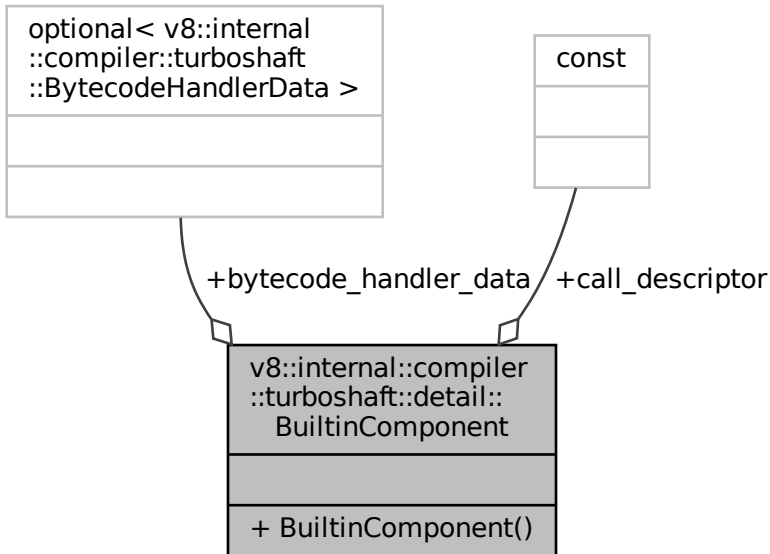 optional< v8::internal
::compiler::turboshaft
::BytecodeHandlerData >
const
+bytecode_handler_data
+call_descriptor
v8::internal::compiler
::turboshaft::detail::
BuiltinComponent
+ BuiltinComponent()